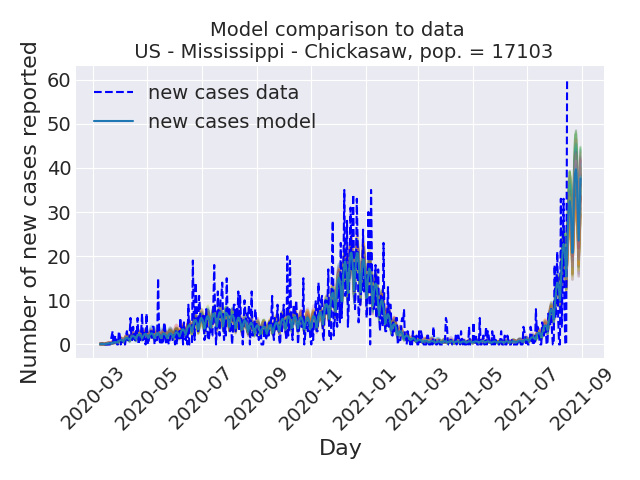 Model comparison to data
US - Mississippi - Chickasaw, pop. = 17103
Number of new cases reported
60
50
40
30
20
10
0
new cases data
new cases model
2020-03
2020-05
2020-07
2020-09
2020-11
2021-01
2021-03
2021-05
2021-07
2021-09
Day